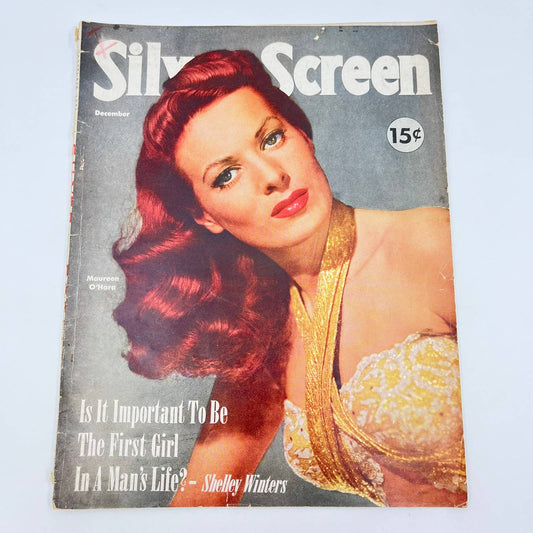 Silver Screen
December
15¢
Maureen
O'Hara
Is It Important To Be
The First Girl
In A Man's Life? – Shelley Winters